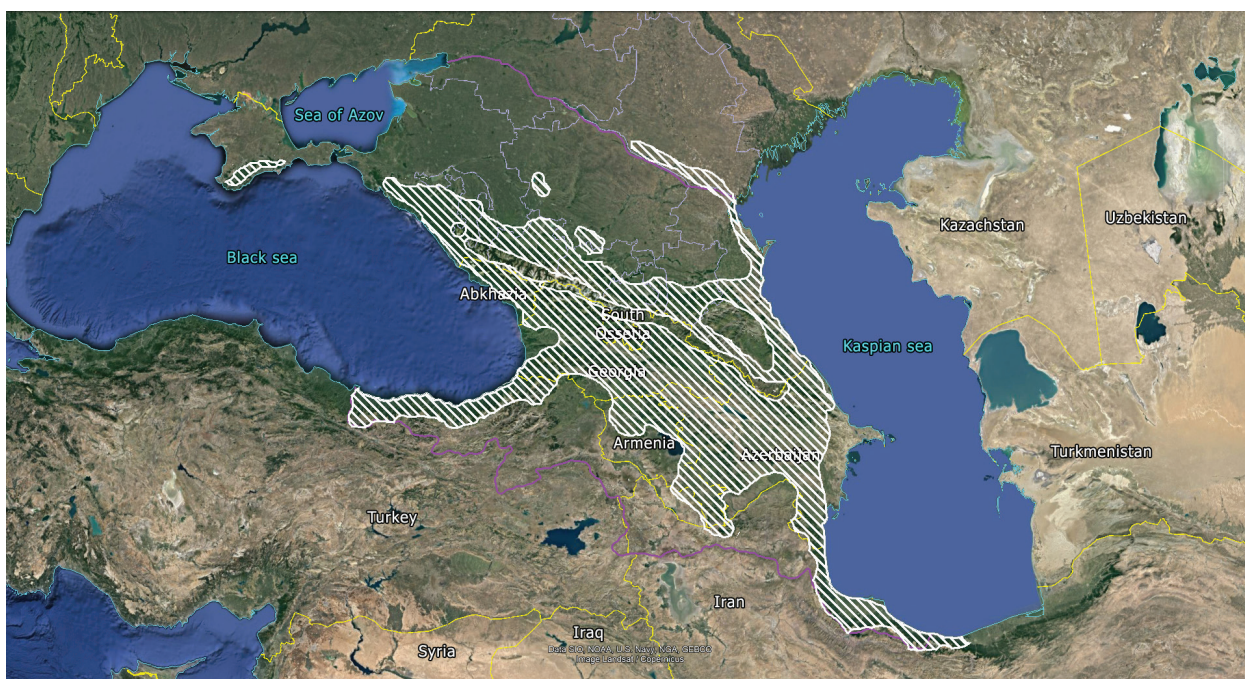 Sea of Azov
Kazachstan
Uzbekistan
Black sea
Abkhazia
South
Ossetia
Kaspian sea
Georgia
Armenia
Azerbaijan
Turkmenistan
Turkey
Iran
Iraq
Syria
Data SIO, NOAA, U.S. Navy, NGA, GEBCO
Image Landsat / Copernicus